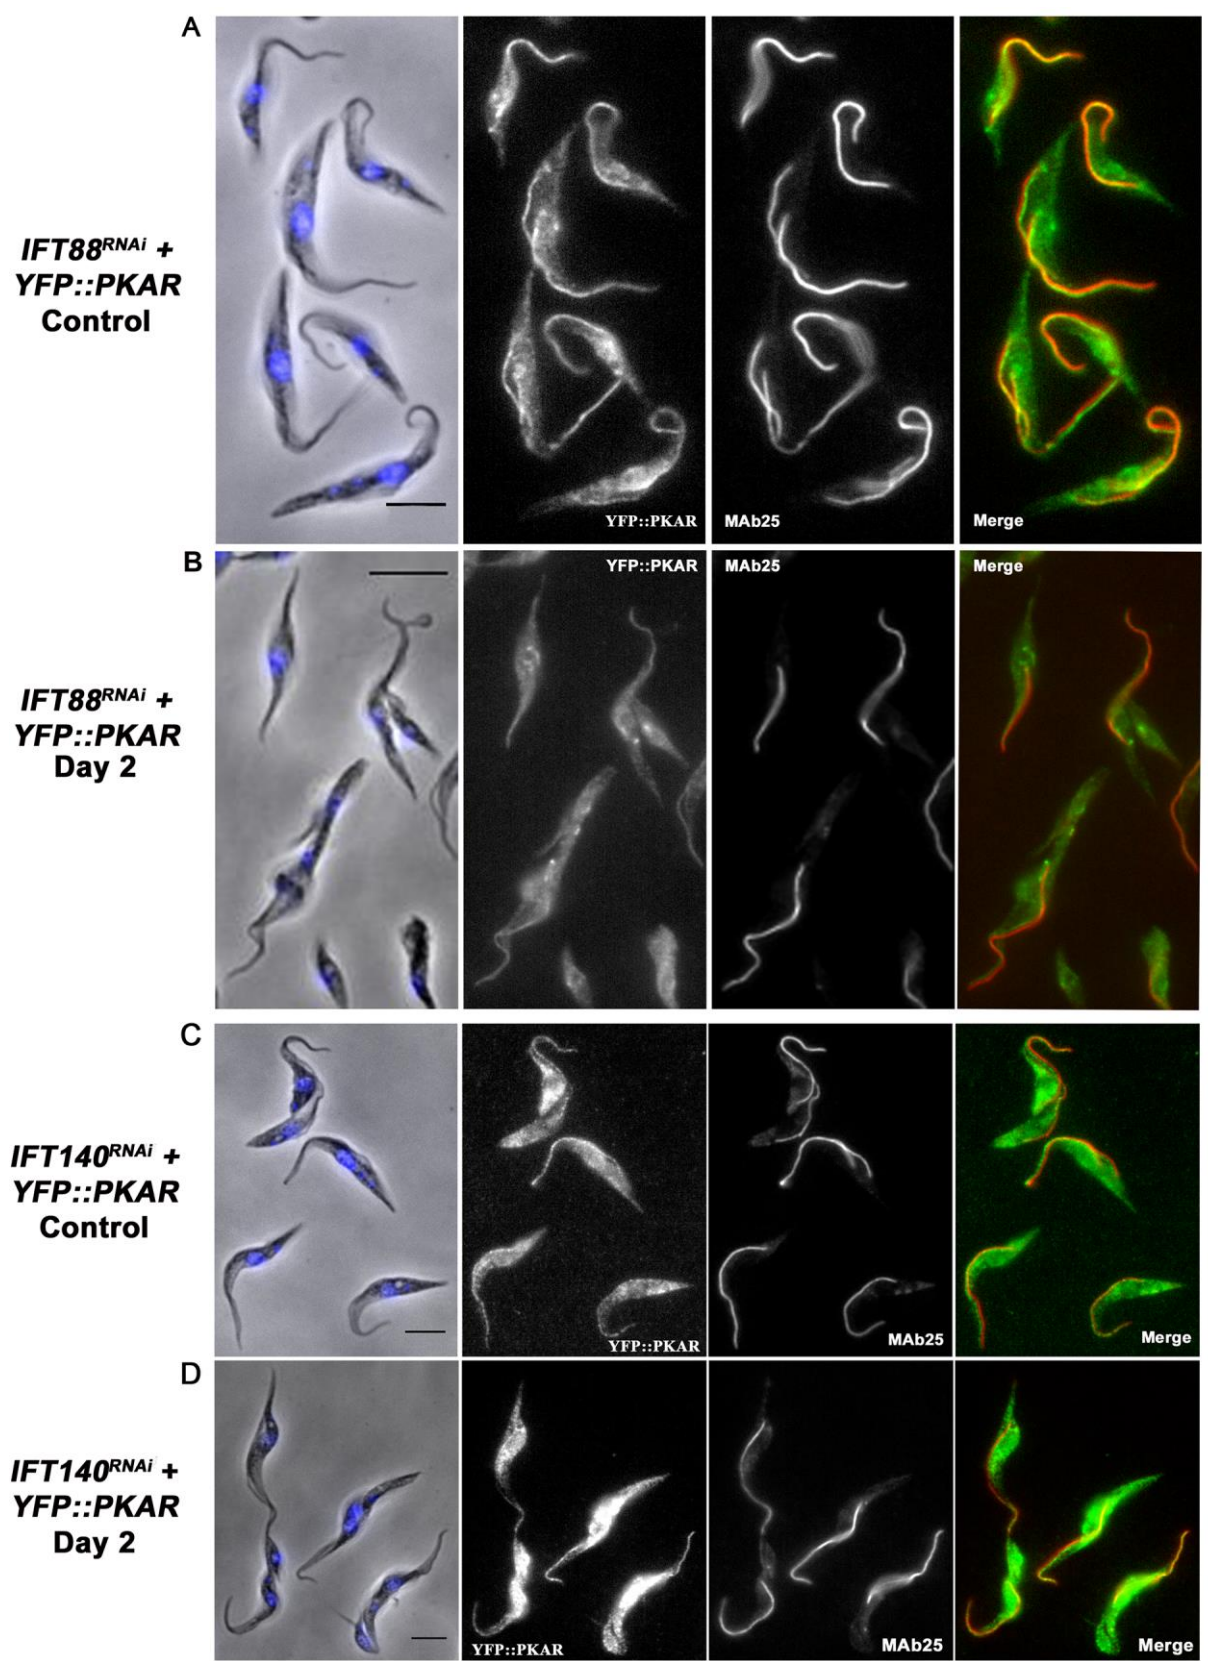 A
IFT88RNAi +
YFP::PKAR
Control
YFP::PKAR
MAb25
Merge
B
YFP::PKAR
MAb25
Merge
IFT88RNAi +
YFP::PKAR
Day 2
C
IFT140RNAi +
YFP::PKAR
Control
YFP::PKAR
MAb25
Merge
D
IFT140RNAi +
YFP::PKAR
Day 2
YFP::PKAR
MAb25
Merge